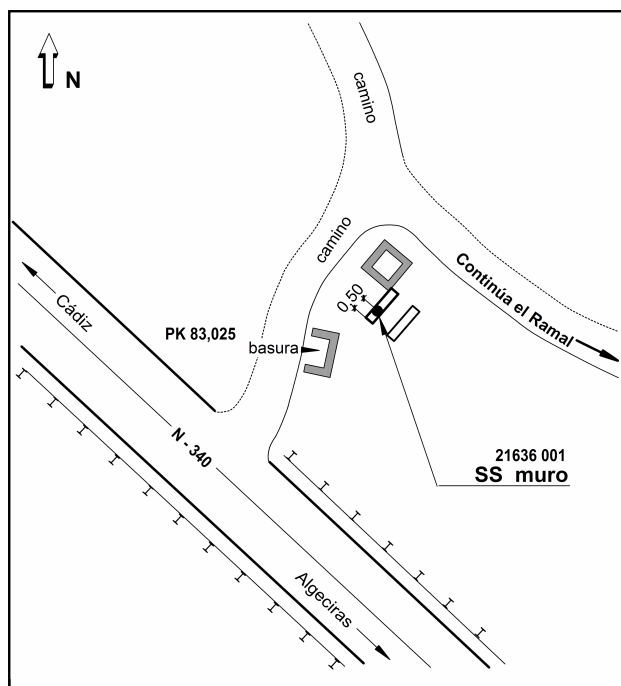 N
camino
camino
Continúa el Ramal
0,50
Cádiz
PK 83,025
basura
N - 340
21636 001
SS muro
Algeciras